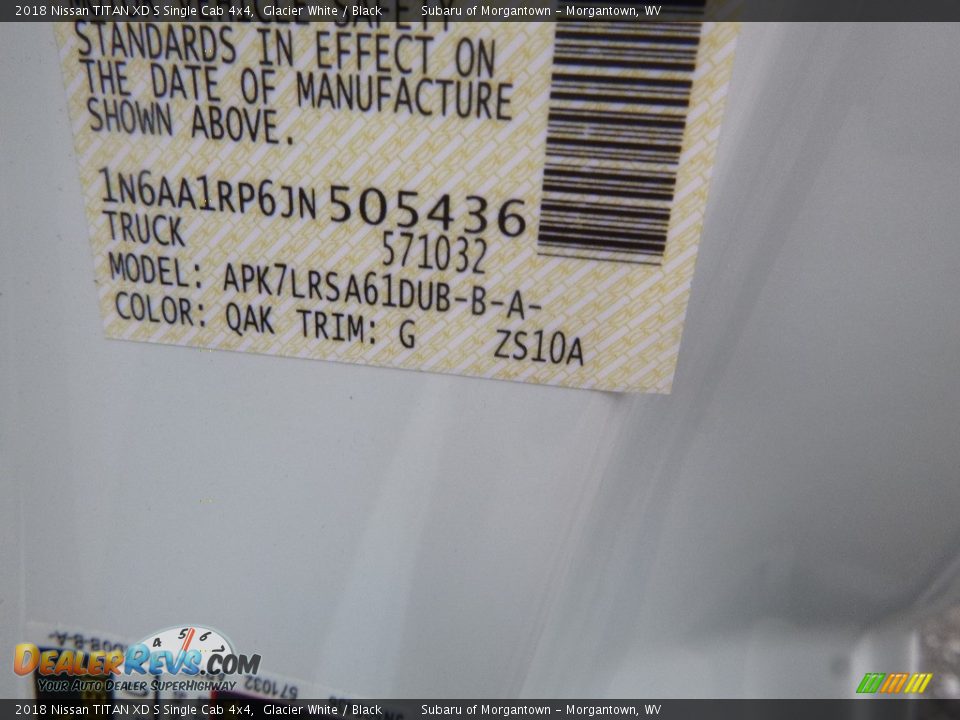 2018 Nissan TITAN XD S Single Cab 4x4, Glacier White / Black Subaru of Morgantown - Morgantown, WV
STANDARDS IN EFFECT ON
THE DATE OF MANUFACTURE
SHOWN ABOVE.
1N6AA1RP6JN505436
TRUCK 571032
MODEL: APK7LRSA61DUB-B-A-
COLOR: QAK TRIM: G ZS10A
DEALERREVS.COM
Your Auto Dealer SuperHighway
571032
2018 Nissan TITAN XD S Single Cab 4x4, Glacier White / Black Subaru of Morgantown - Morgantown, WV